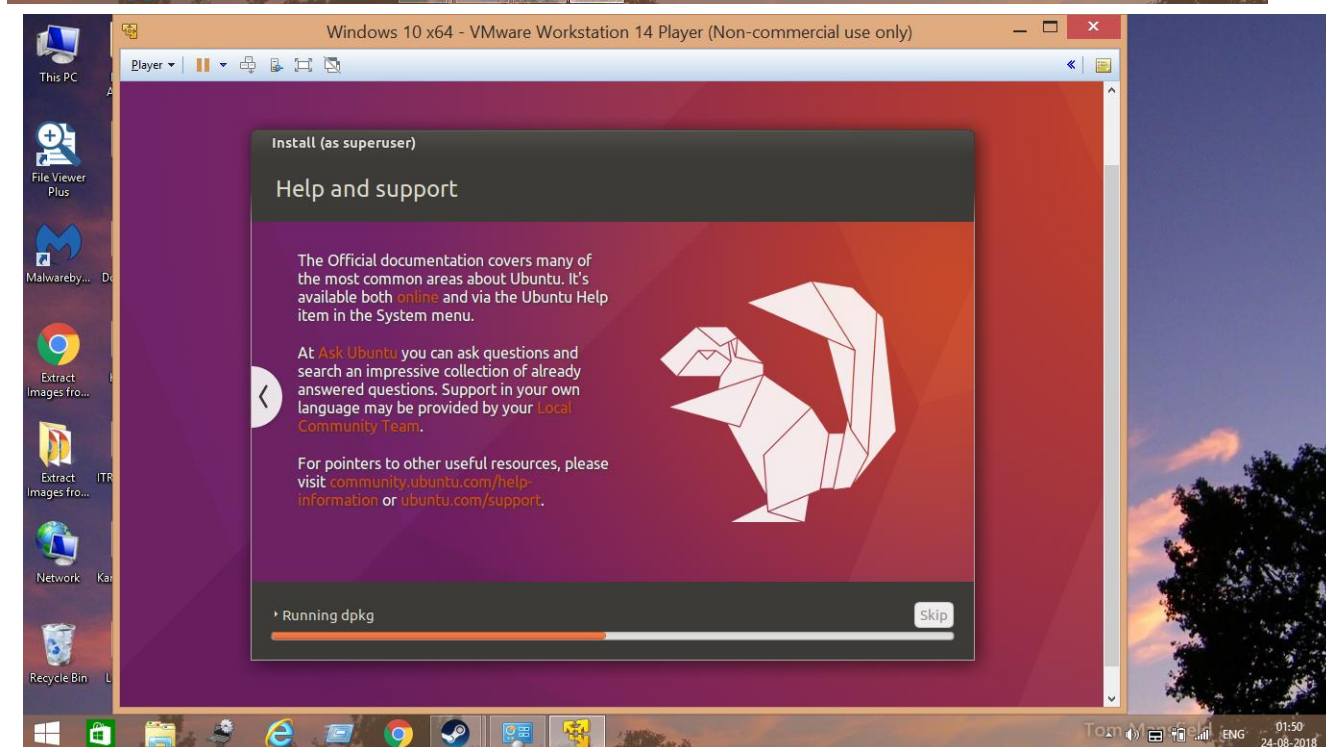 Windows 10 x64 - VMware Workstation 14 Player (Non-commercial use only)
Player
This PC
File Viewer
Plus
Malwareby...
Extract
Images fro...
Extract
ITR
Images fro...
Network
Kar
Recycle Bin
Install (as superuser)
Help and support
The Official documentation covers many of
the most common areas about Ubuntu. It's
available both online and via the Ubuntu Help
item in the System menu.
At Ask Ubuntu you can ask questions and
search an impressive collection of already
answered questions. Support in your own
language may be provided by your Local
Community Team.
For pointers to other useful resources, please
visit community.ubuntu.com/help-
information or ubuntu.com/support.
Running dpkg
Skip
ENG
01:50
24-08-2018